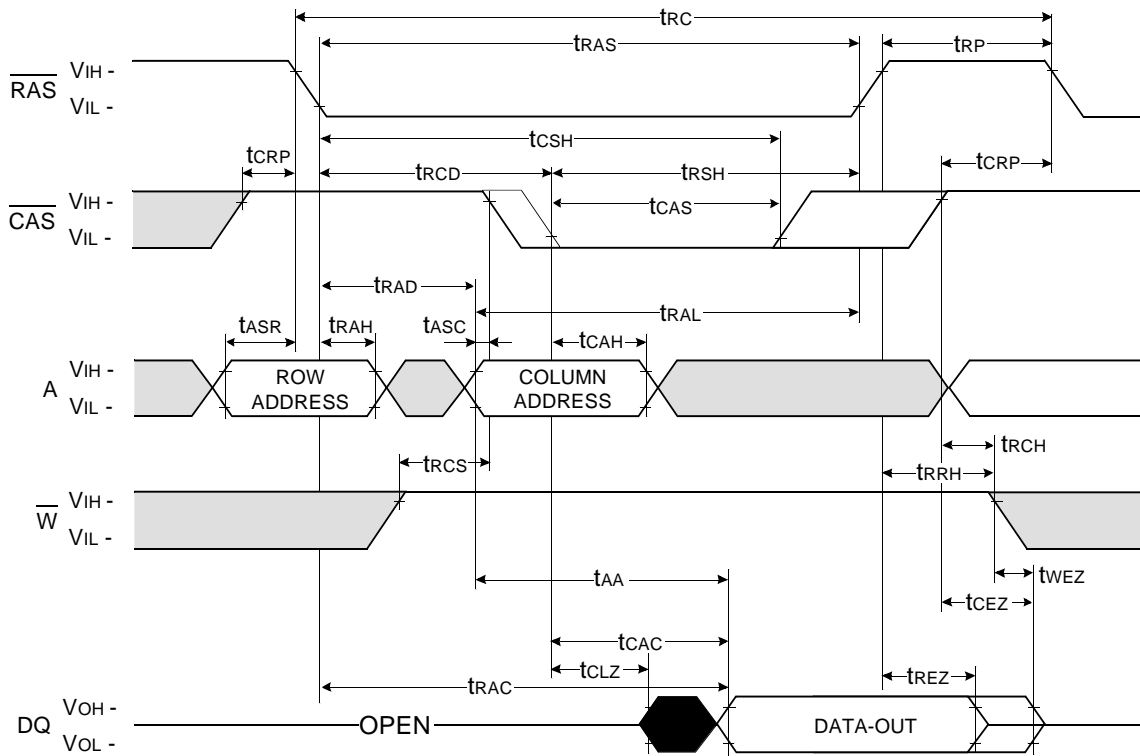 tRC
tRAS tRP
RAS VIH -
VIL -
tCSH
tCRP tRCD tRSH tCRP
CAS VIH -
VIL -
tCAS
tRAD
tRAL
tASR tRAH tASC tCAH
A VIH -
VIL -
ROW
ADDRESS
COLUMN
ADDRESS
tRCS tRCH
tRRH
W VIH -
VIL -
tAA tWEZ
tCEZ
tCAC
tCLZ tREZ
tRAC
DQ VOH -
VOL -
OPEN DATA-OUT